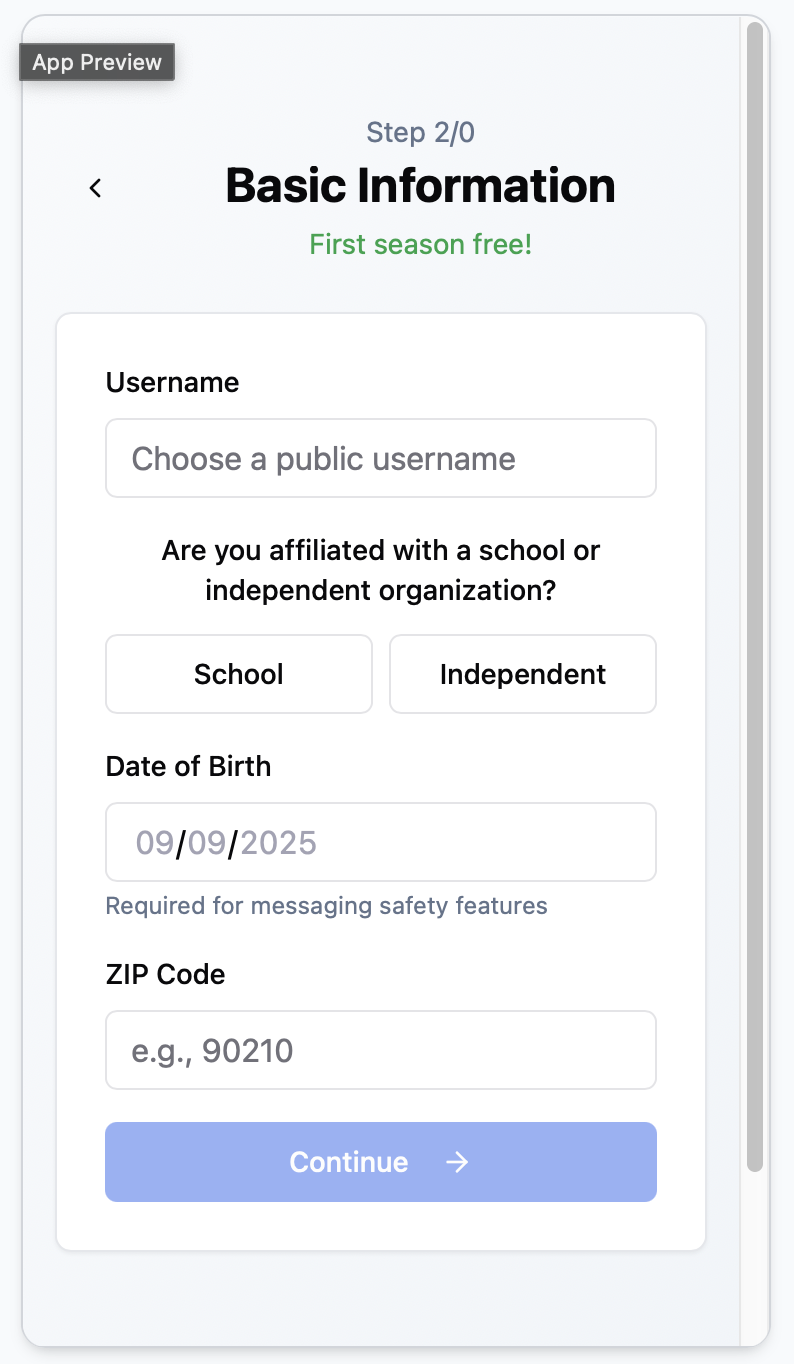 App Preview
Step 2/0
Basic Information
First season free!
Username
Choose a public username
Are you affiliated with a school or
independent organization?
School
Independent
Date of Birth
09/09/2025
Required for messaging safety features
ZIP Code
e.g., 90210
Continue